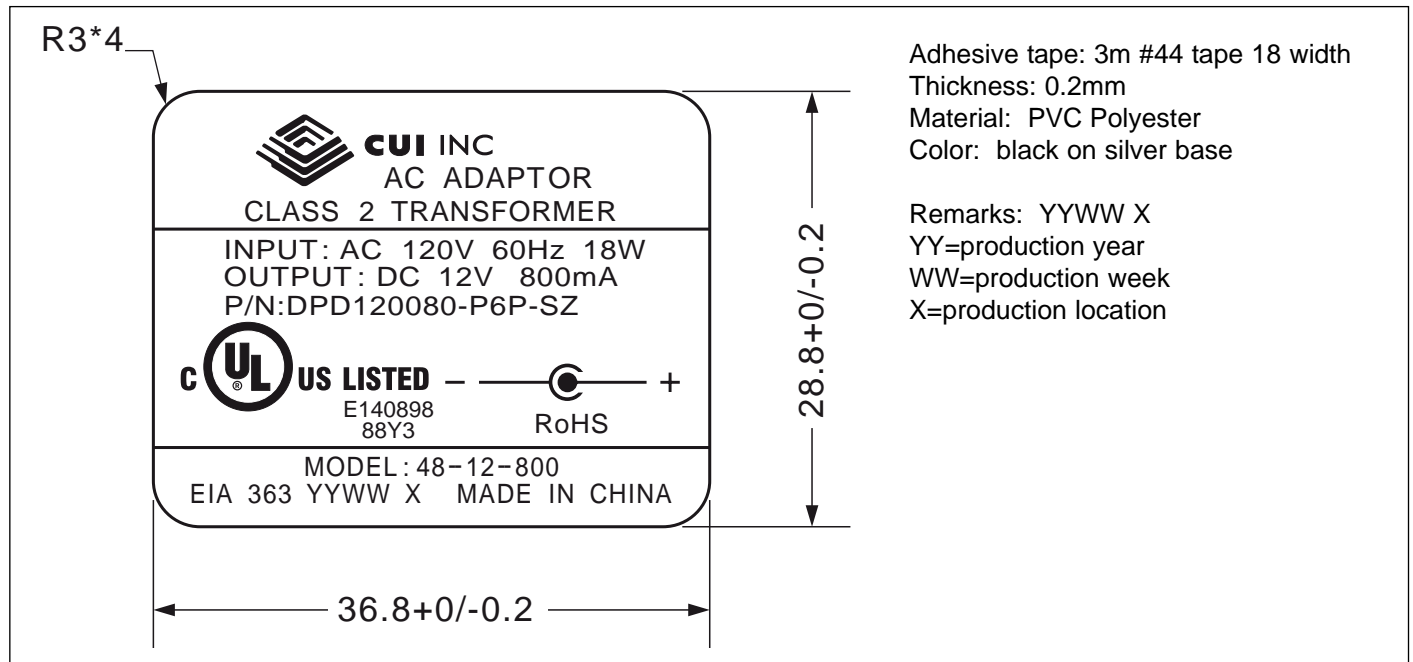 R3*4
CUI INC
AC ADAPTOR
CLASS 2 TRANSFORMER
INPUT: AC 120V 60Hz 18W
OUTPUT: DC 12V 800mA
P/N:DPD120080-P6P-SZ
C UL ® US LISTED - +
E140898
88Y3
RoHS
MODEL:48-12-800
EIA 363 YYWW X MADE IN CHINA
36.8+0/-0.2
28.8+0/-0.2
Adhesive tape: 3m #44 tape 18 width
Thickness: 0.2mm
Material: PVC Polyester
Color: black on silver base
Remarks: YYWW X
YY=production year
WW=production week
X=production location